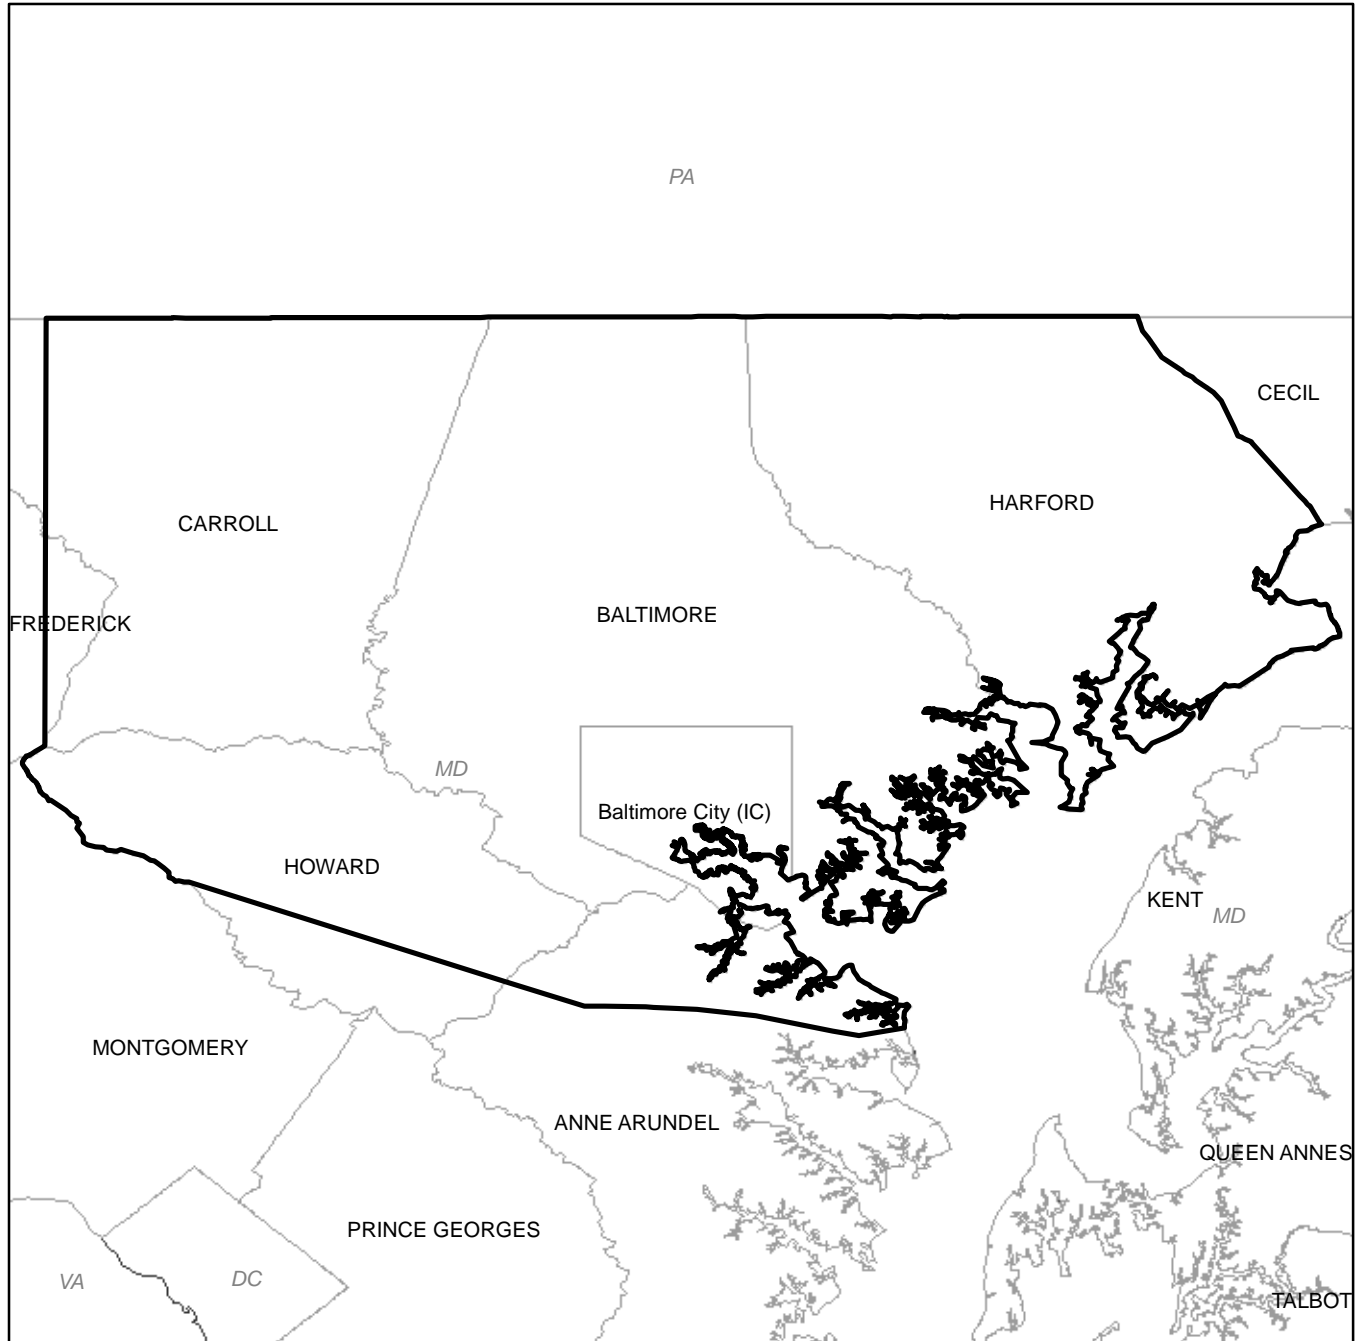 PA
CECIL
HARFORD
CARROLL
BALTIMORE
FREDERICK
MD
Baltimore City (IC)
HOWARD
KENT
MD
MONTGOMERY
ANNE ARUNDEL
QUEEN ANNES
PRINCE GEORGES
VA
DC
TALBOT